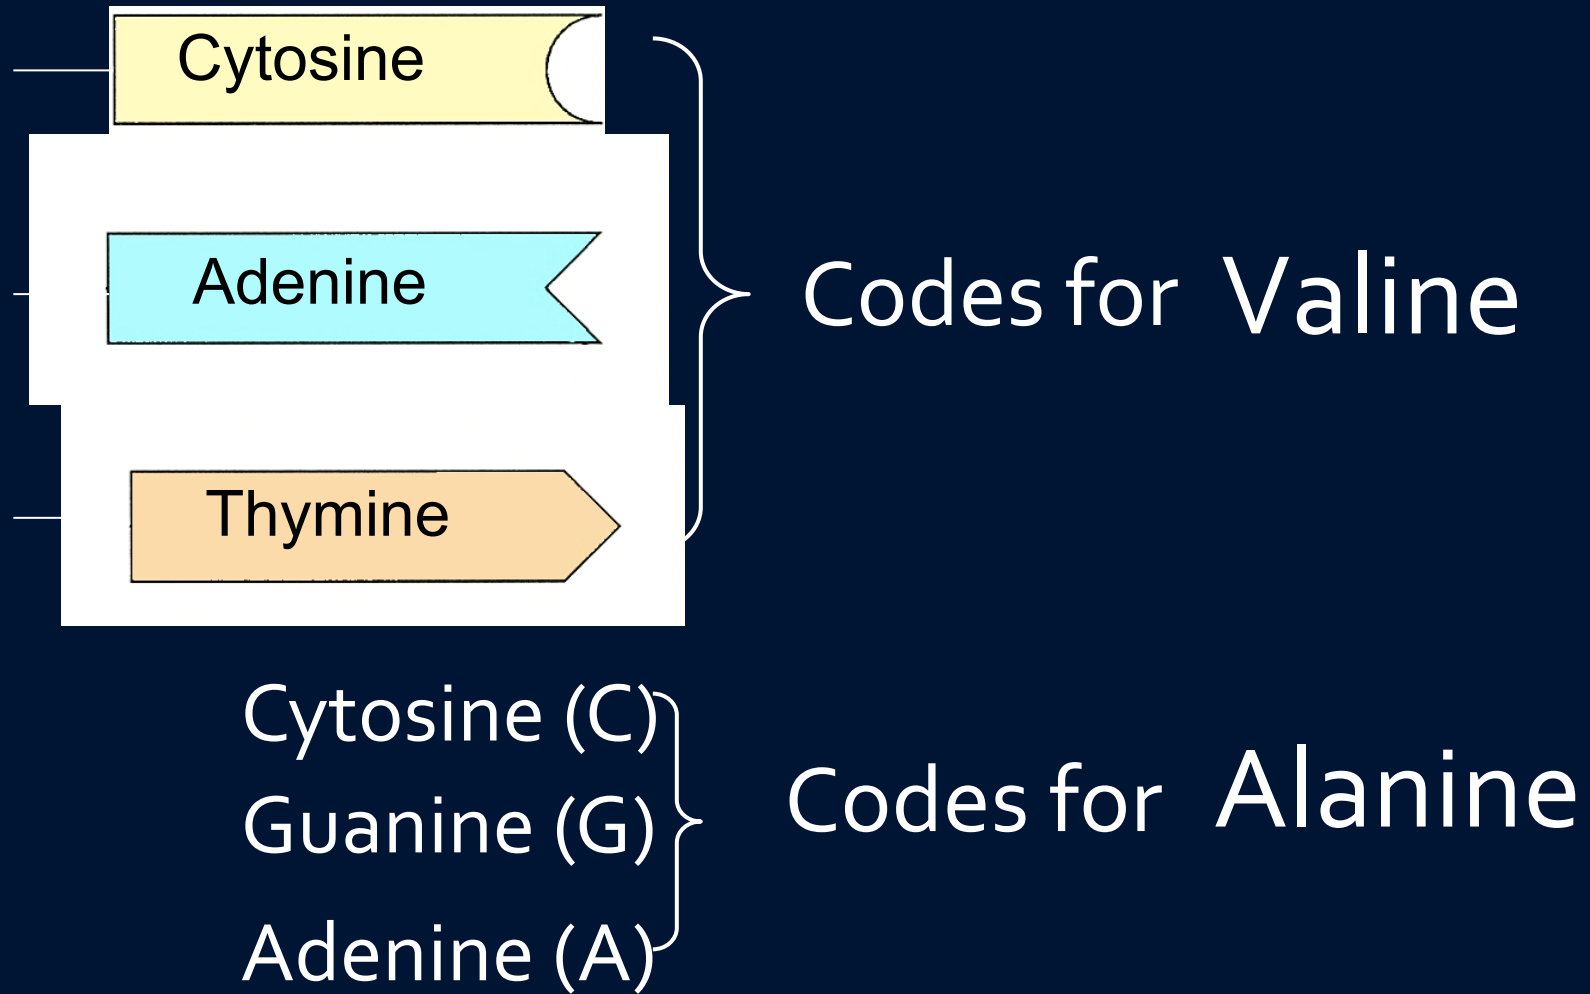 Cytosine
Adenine
Codes for Valine
Thymine
Cytosine (C)
Guanine (G)
Codes for Alanine
Adenine (A)